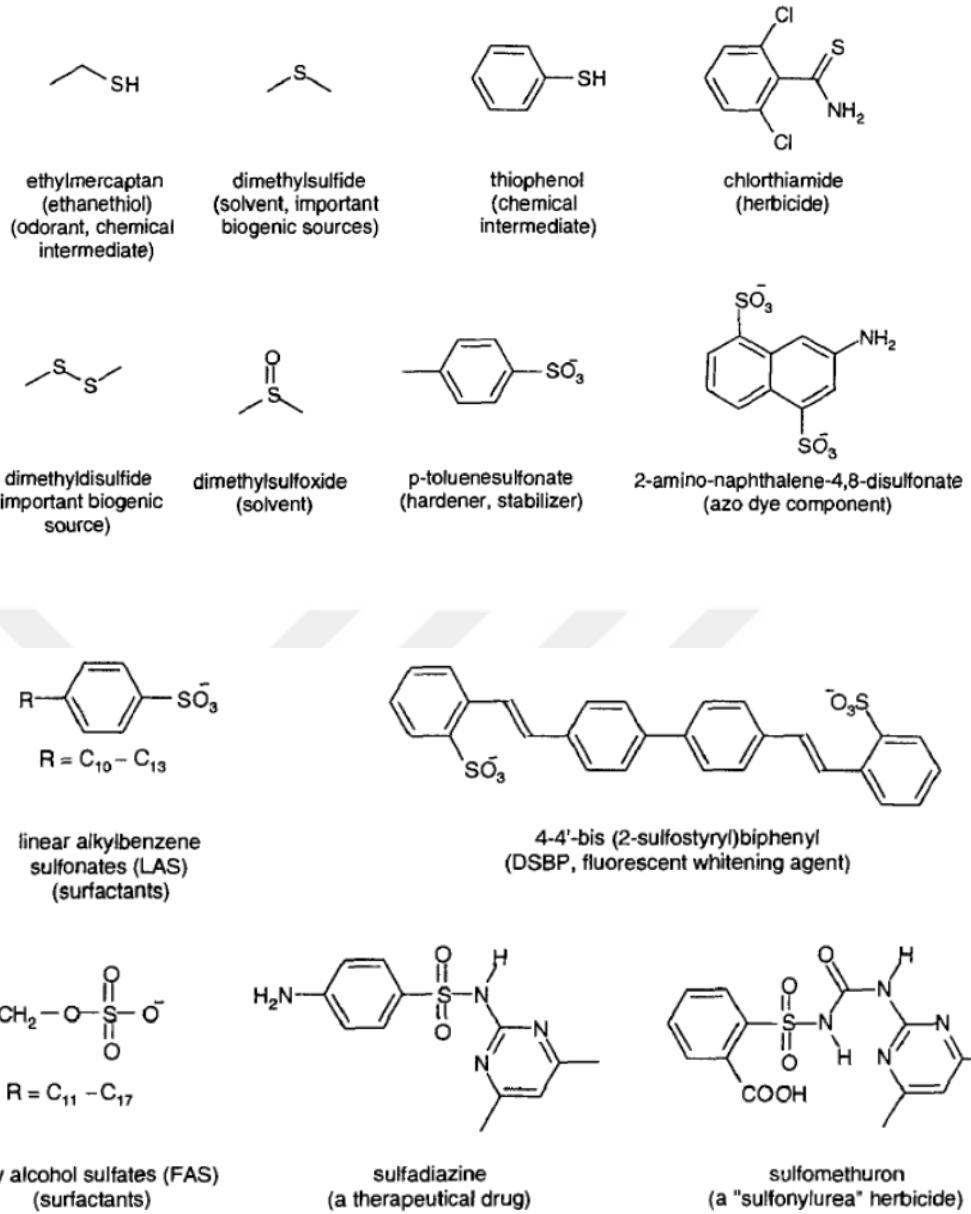 Cl
S
SH
S
SH
NH2
Cl
ethylmercaptan
(ethanethiol)
(odorant, chemical
intermediate)
dimethylsulfide
(solvent, important
biogenic sources)
thiophenol
(chemical
intermediate)
chlorthiamide
(herbicide)
S
S
O
S
SO3-
SO3-
NH2
SO3-
dimethyldisulfide
important biogenic
source)
dimethylsulfoxide
(solvent)
p-toluenesulfonate
(hardener, stabilizer)
2-amino-naphthalene-4,8-disulfonate
(azo dye component)
R
SO3-
R = C10 – C13
SO3-
-O3S
linear alkylbenzene
sulfonates (LAS)
(surfactants)
4-4'-bis (2-sulfostyryl)biphenyl
(DSBP, fluorescent whitening agent)
O
CH2 – O – S – O-
O
R = C11 – C17
H2N
O
S
O
N
H
N
N
O
S
O
N
H
O
N
H
N
N
COOH
y alcohol sulfates (FAS)
(surfactants)
sulfadiazine
(a therapeutical drug)
sulfomethuron
(a "sulfonylurea" herbicide)